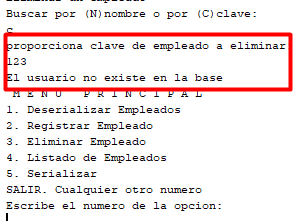 Buscar por (N)nombre o por (C)clave:
proporciona clave de empleado a eliminar
123
El usuario no existe en la base
M E N U   P R I N C I P A L
1. Deserializar Empleados
2. Registrar Empleado
3. Eliminar Empleado
4. Listado de Empleados
5. Serializar
SALIR. Cualquier otro numero
Escribe el numero de la opcion: